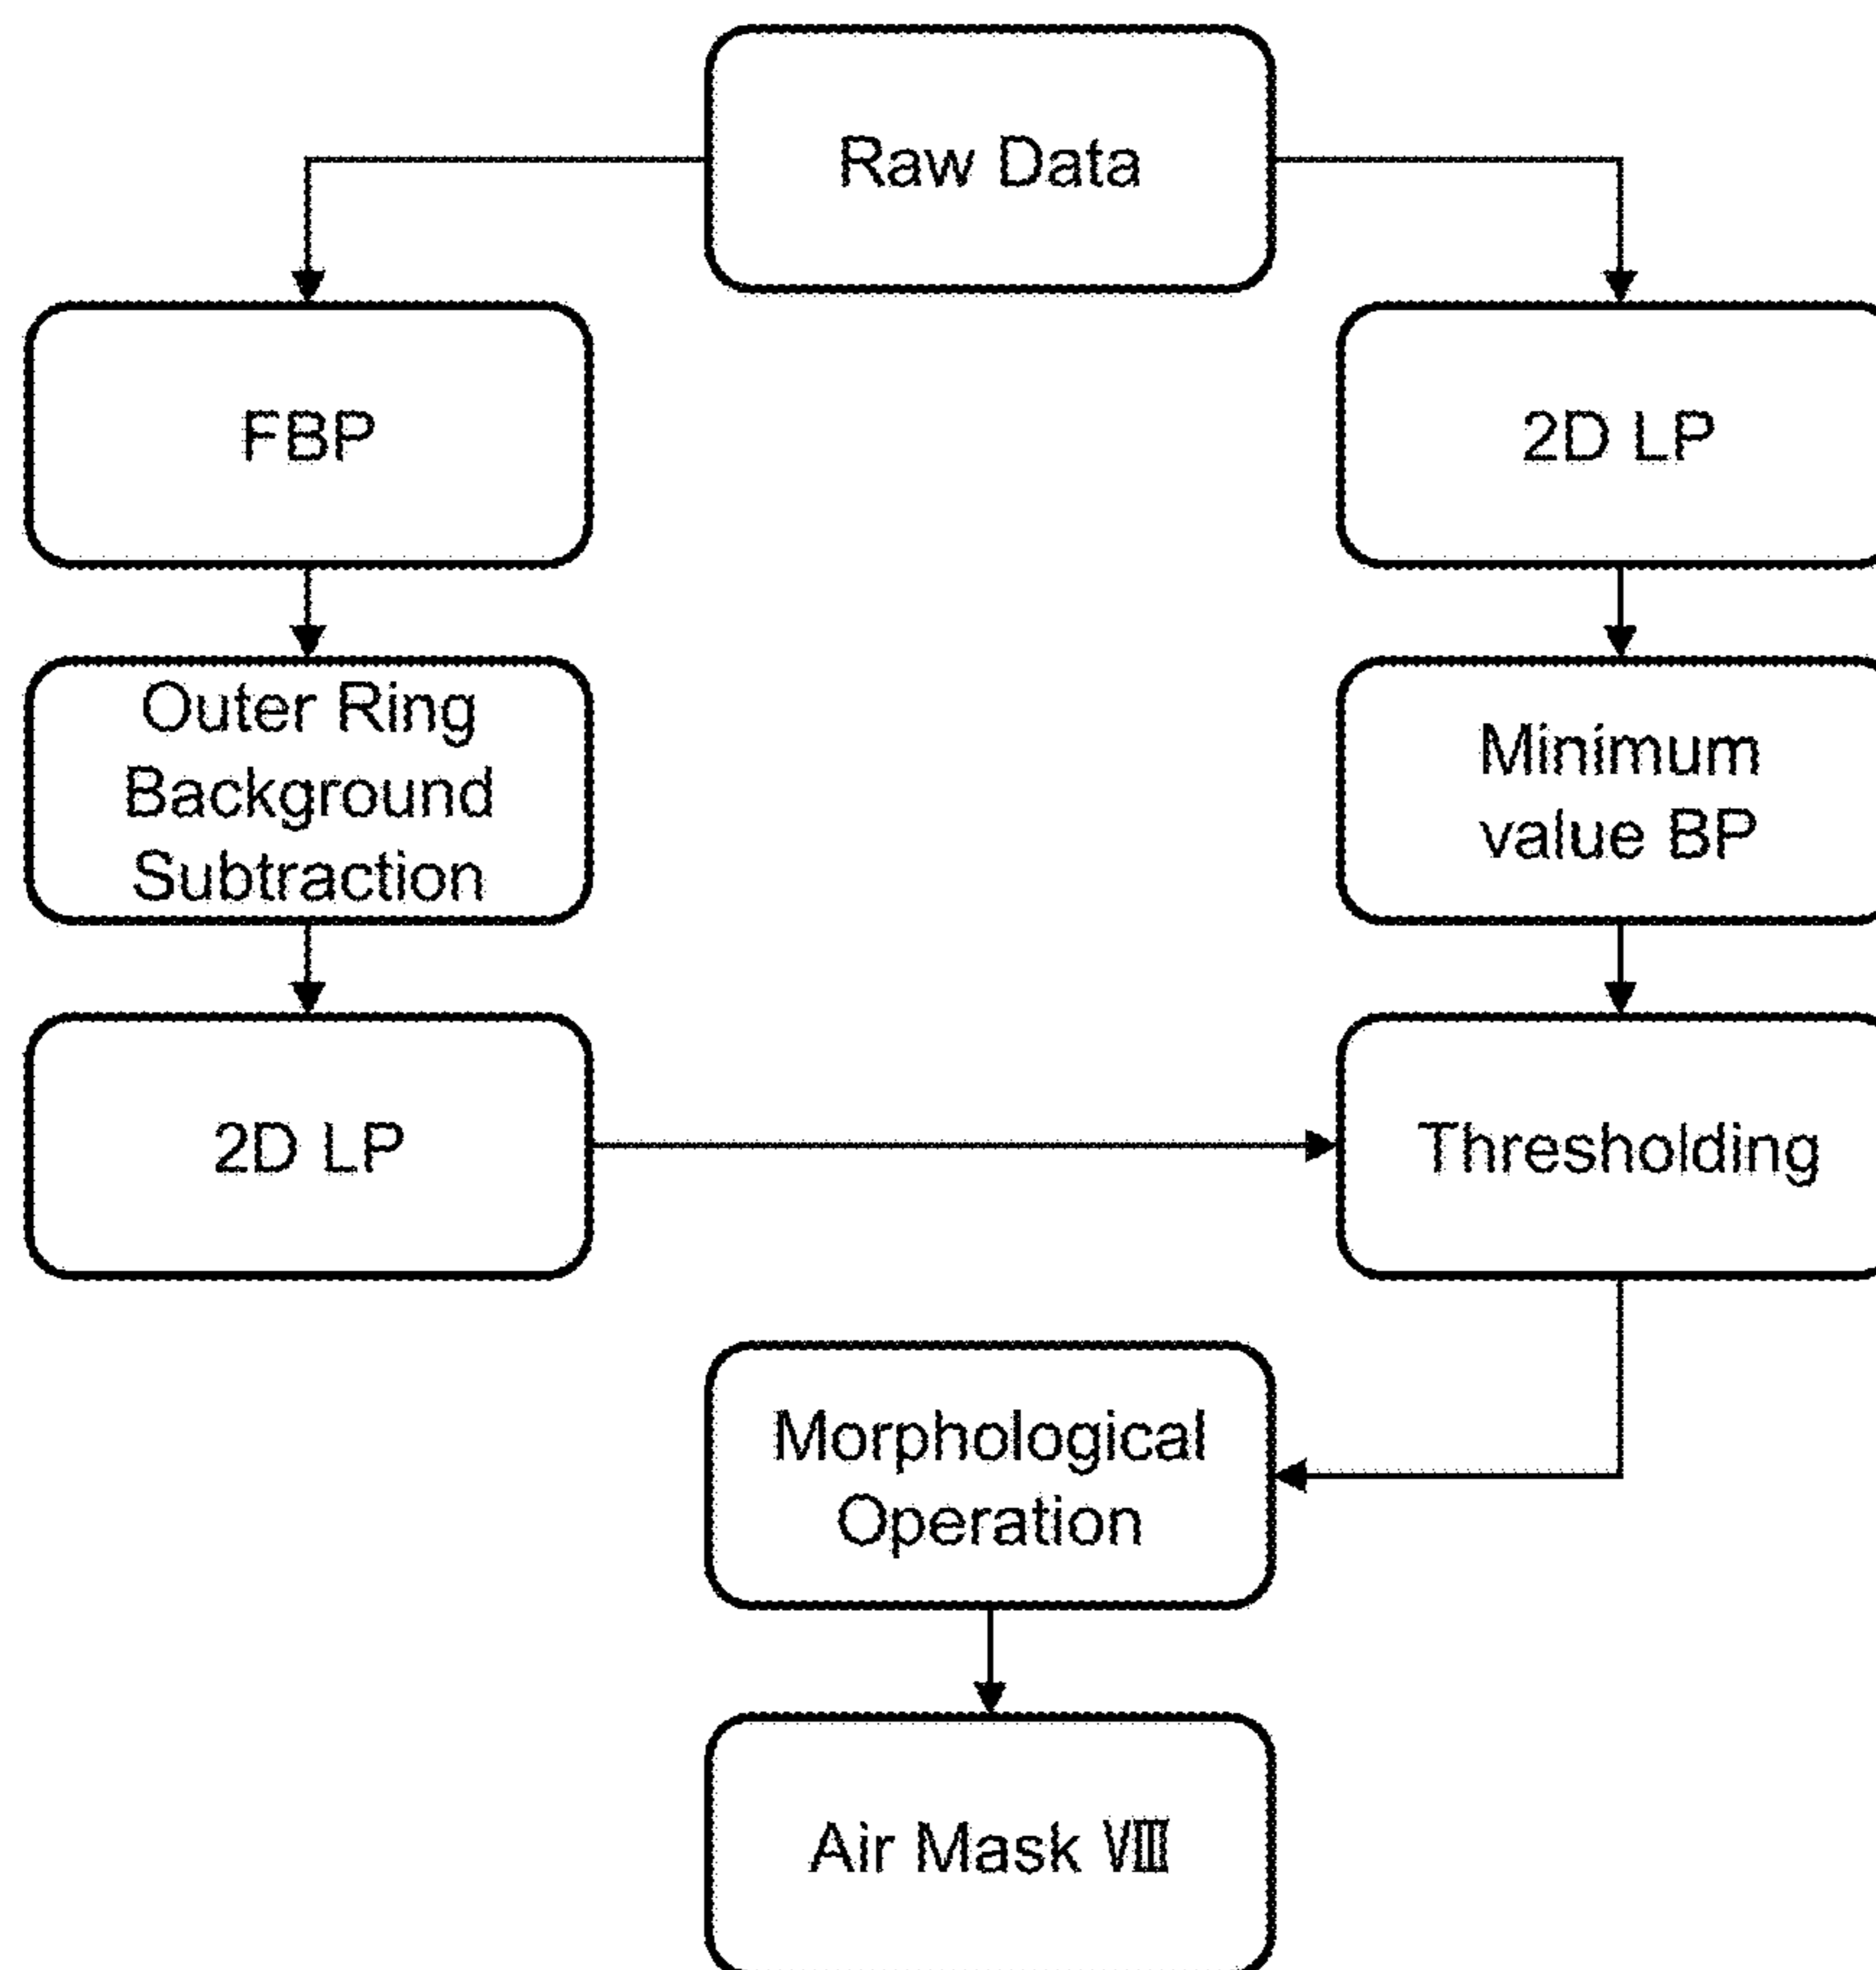 Raw Data
FBP
2D LP
Outer Ring
Background
Subtraction
Minimum
value BP
2D LP
Thresholding
Morphological
Operation
Air Mask Ⅷ